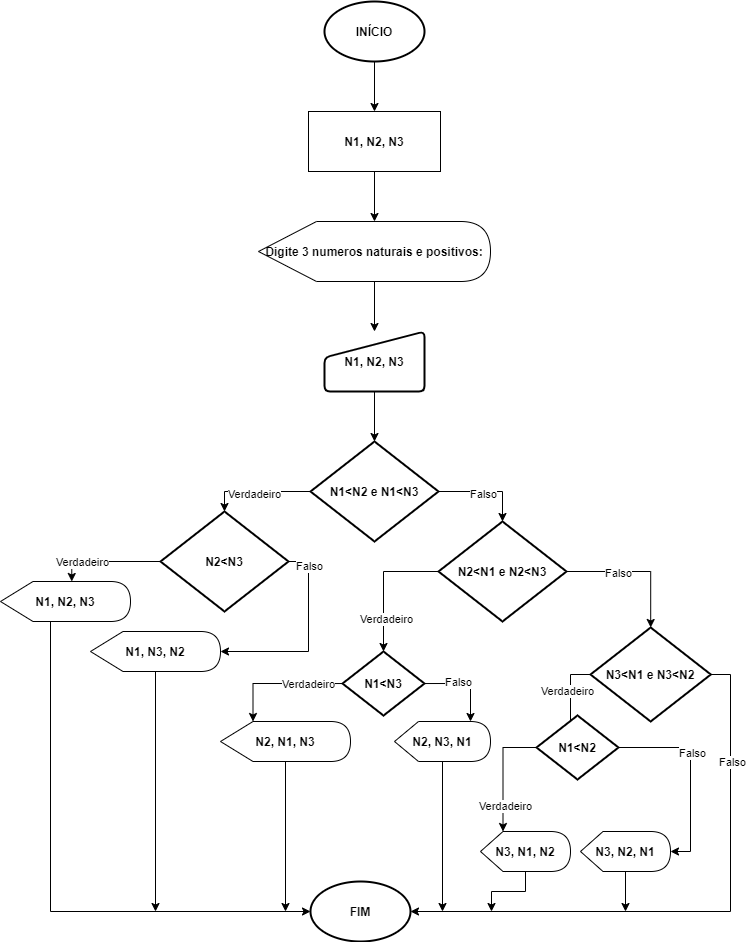 INÍCIO
N1, N2, N3
Digite 3 numeros naturais e positivos:
N1, N2, N3
N1<N2 e N1<N3
Verdadeiro
Falso
N2<N3
Verdadeiro
Falso
N2<N1 e N2<N3
Falso
N1, N2, N3
Verdadeiro
N1, N3, N2
N1<N3
Verdadeiro
Falso
N3<N1 e N3<N2
Verdadeiro
N2, N1, N3
N2, N3, N1
N1<N2
Falso
Falso
Verdadeiro
N3, N1, N2
N3, N2, N1
FIM